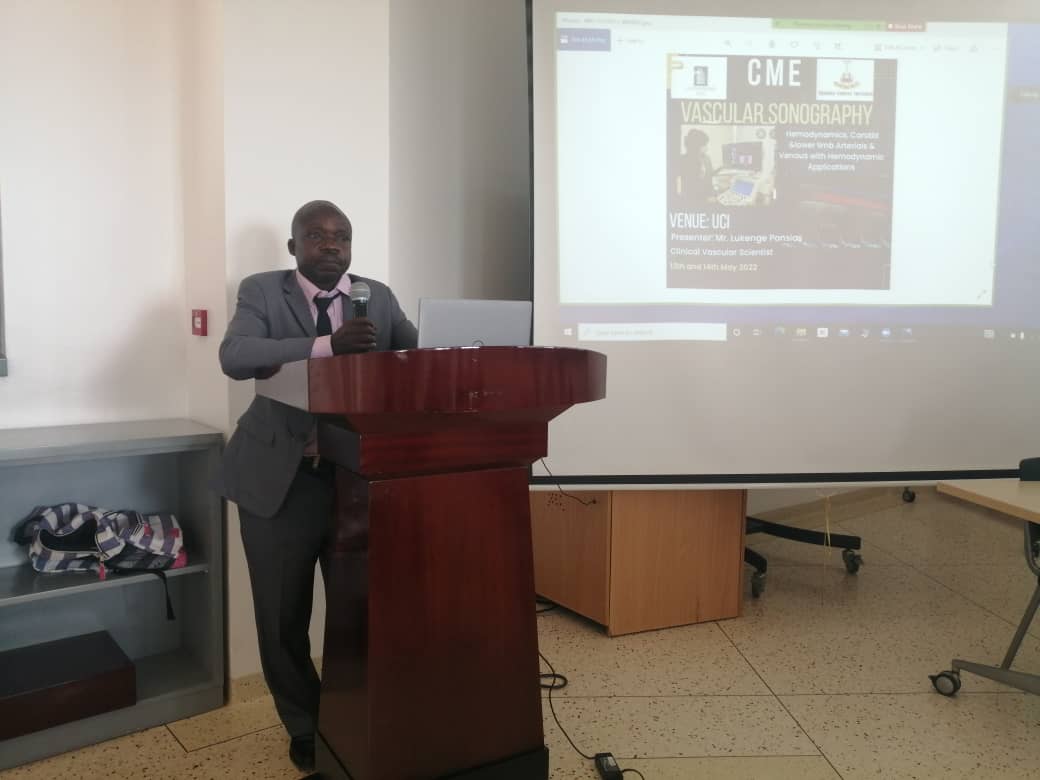 CME
VASCULAR SONOGRAPHY
Hemodynamics, Carotid
&lower limb Arterials &
Venous with Hemodynamic
Applications
VENUE: UCI
Presenter: Mr. Lukenge Pansias
Clinical Vascular Scientist
13th and 14th May 2022